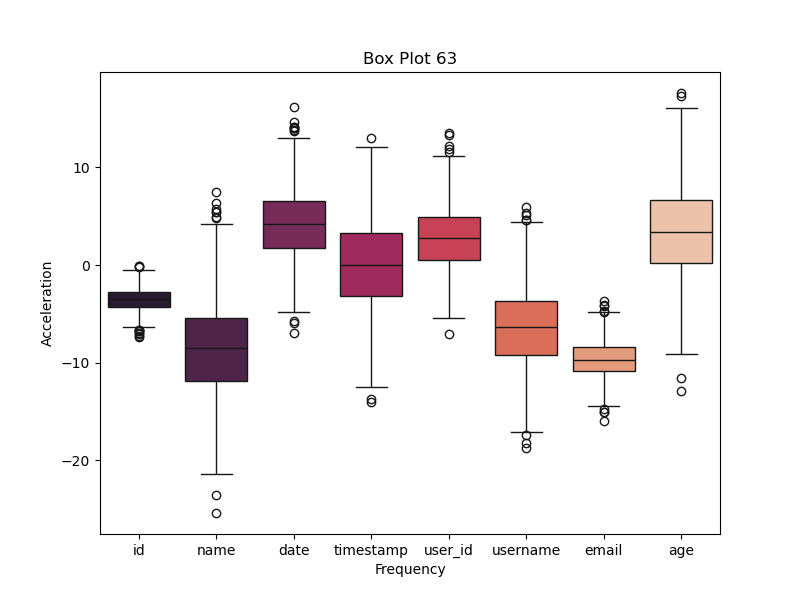 Box Plot 63
Acceleration
10
0
−10
−20
id name date timestamp user_id username email age
Frequency